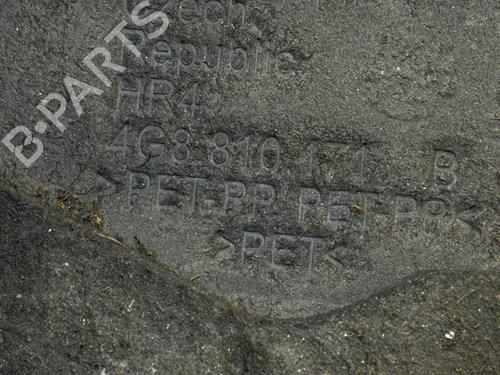 Czech
Republic
HR4
4G8 810 171 B
>PET-PP PET-PP<
>PET<
B-PARTS